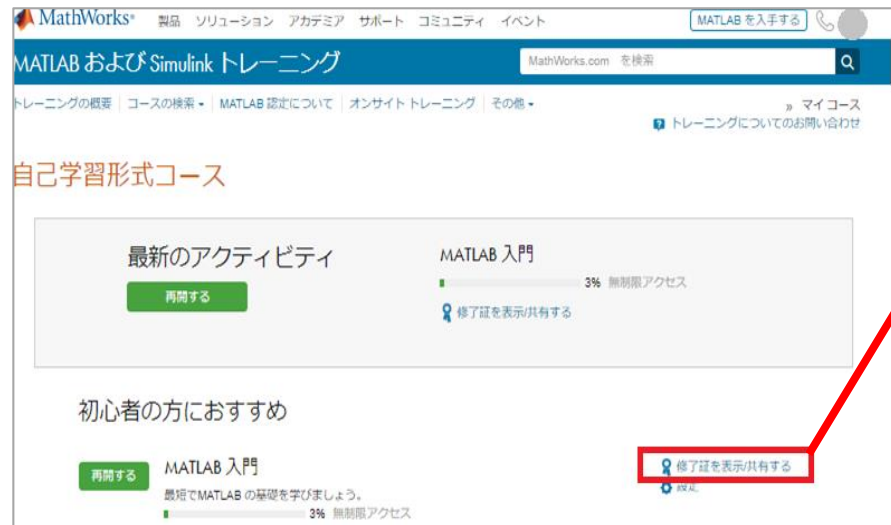 MathWorks® 製品 ソリューション アカデミア サポート コミュニティ イベント MATLAB を入手する
MATLAB および Simulink トレーニング MathWorks.com を検索
トレーニングの概要 コースの検索 MATLAB 認定について オンサイト トレーニング その他 » マイ コース
トレーニングについてのお問い合わせ
自己学習形式コース
最新のアクティビティ MATLAB 入門
再開する 3% 無制限アクセス
修了証を表示/共有する
初心者の方におすすめ
再開する MATLAB 入門 修了証を表示/共有する
最短でMATLAB の基礎を学びましょう。 設定
3% 無制限アクセス